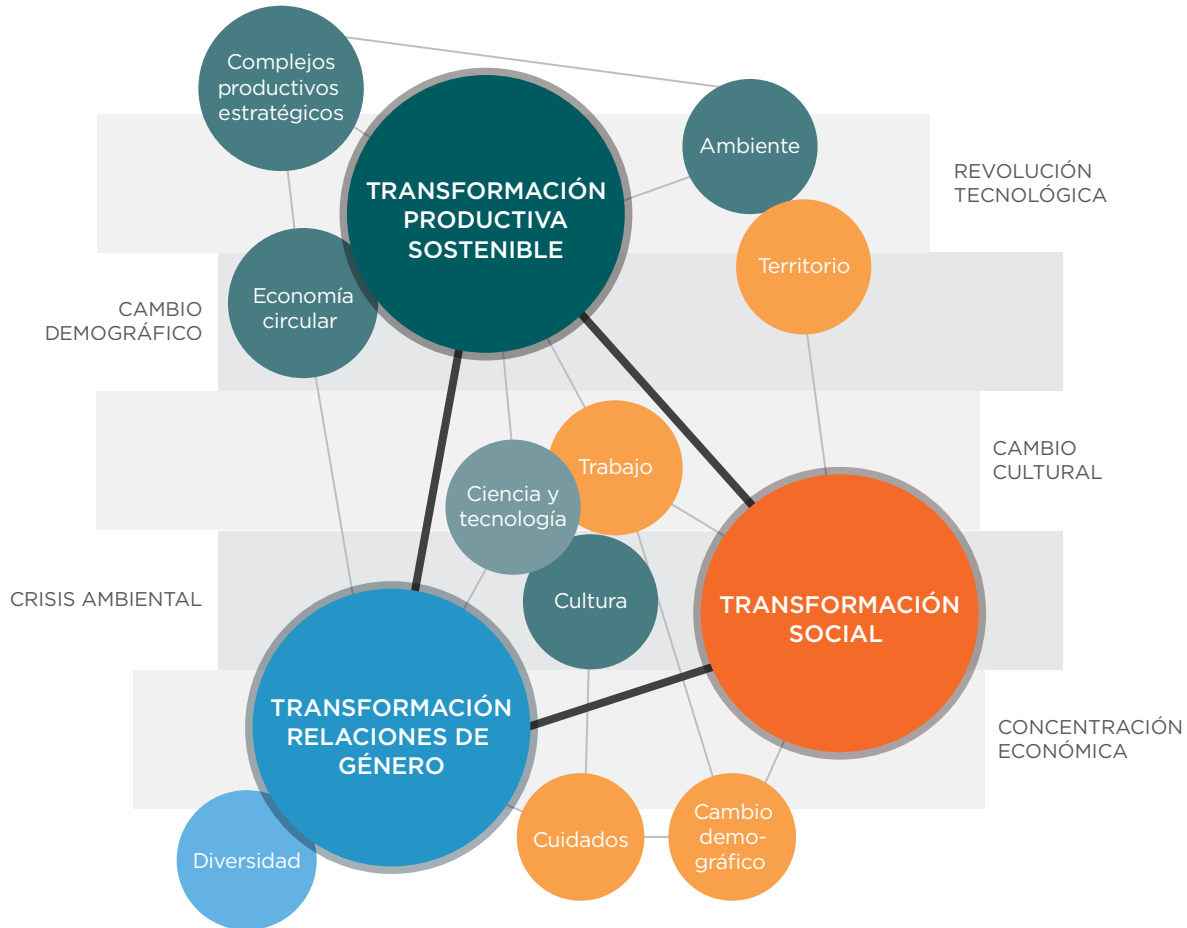 Complejos
productivos
estratégicos
Ambiente
REVOLUCIÓN
TECNOLÓGICA
TRANSFORMACIÓN
PRODUCTIVA
SOSTENIBLE
Territorio
Economía
circular
CAMBIO
DEMOGRÁFICO
Trabajo
CAMBIO
CULTURAL
Ciencia y
tecnología
CRISIS AMBIENTAL
Cultura
TRANSFORMACIÓN
SOCIAL
TRANSFORMACIÓN
RELACIONES DE
GÉNERO
CONCENTRACIÓN
ECONÓMICA
Cuidados
Cambio
demo-
gráfico
Diversidad